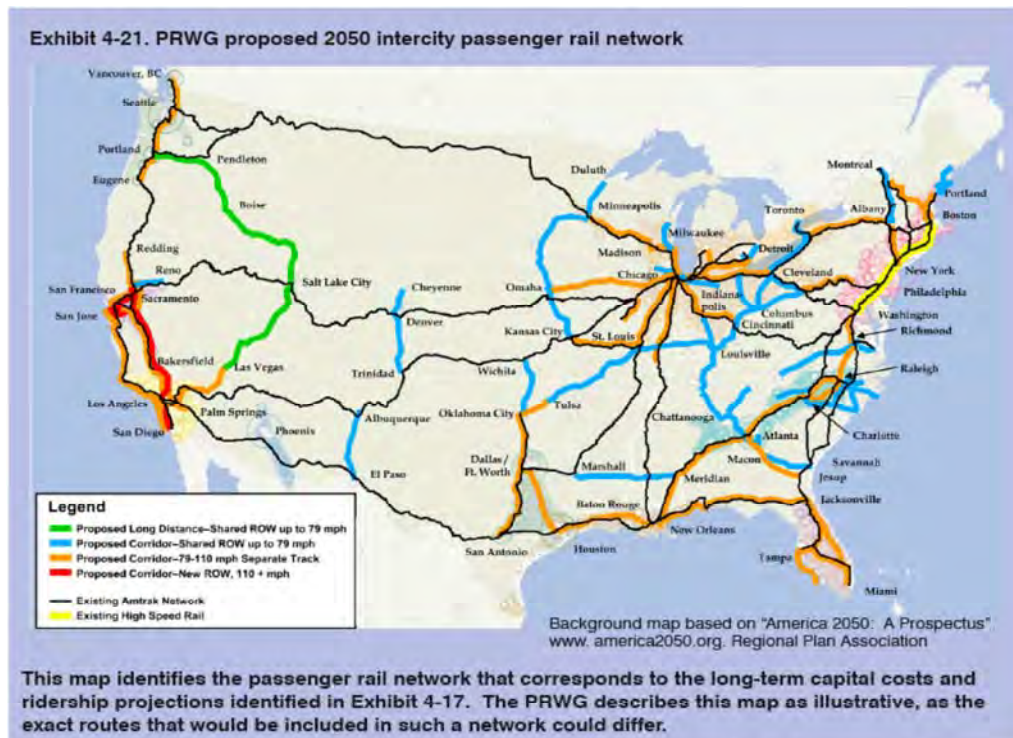 Exhibit 4-21. PRWG proposed 2050 intercity passenger rail network
Vancouver, BC
Seattle
Portland
Pendleton
Eugene
Boise
Redding
Reno
San Francisco
Sacramento
San Jose
Salt Lake City
Bakersfield
Las Vegas
Los Angeles
Palm Springs
San Diego
Phoenix
Cheyenne
Denver
Trinidad
Albuquerque
El Paso
Duluth
Minneapolis
Milwaukee
Madison
Chicago
Omaha
Kansas City
St. Louis
Wichita
Oklahoma City
Tulsa
Dallas/
Ft. Worth
Marshall
San Antonio
Houston
Baton Rouge
New Orleans
Meridian
Toronto
Detroit
Cleveland
Indiana
polis
Columbus
Cincinnati
Louisville
Chattanooga
Atlanta
Macon
Montreal
Portland
Albany
Boston
New York
Philadelphia
Washington
Richmond
Raleigh
Charlotte
Savannah
Jesup
Jacksonville
Tampa
Miami
Legend
Proposed Long Distance–Shared ROW up to 79 mph
Proposed Corridor–Shared ROW up to 79 mph
Proposed Corridor–79-110 mph Separate Track
Proposed Corridor–New ROW, 110 + mph
Existing Amtrak Network
Existing High Speed Rail
Background map based on "America 2050: A Prospectus"
www. america2050.org. Regional Plan Association
This map identifies the passenger rail network that corresponds to the long-term capital costs and
ridership projections identified in Exhibit 4-17. The PRWG describes this map as illustrative, as the
exact routes that would be included in such a network could differ.